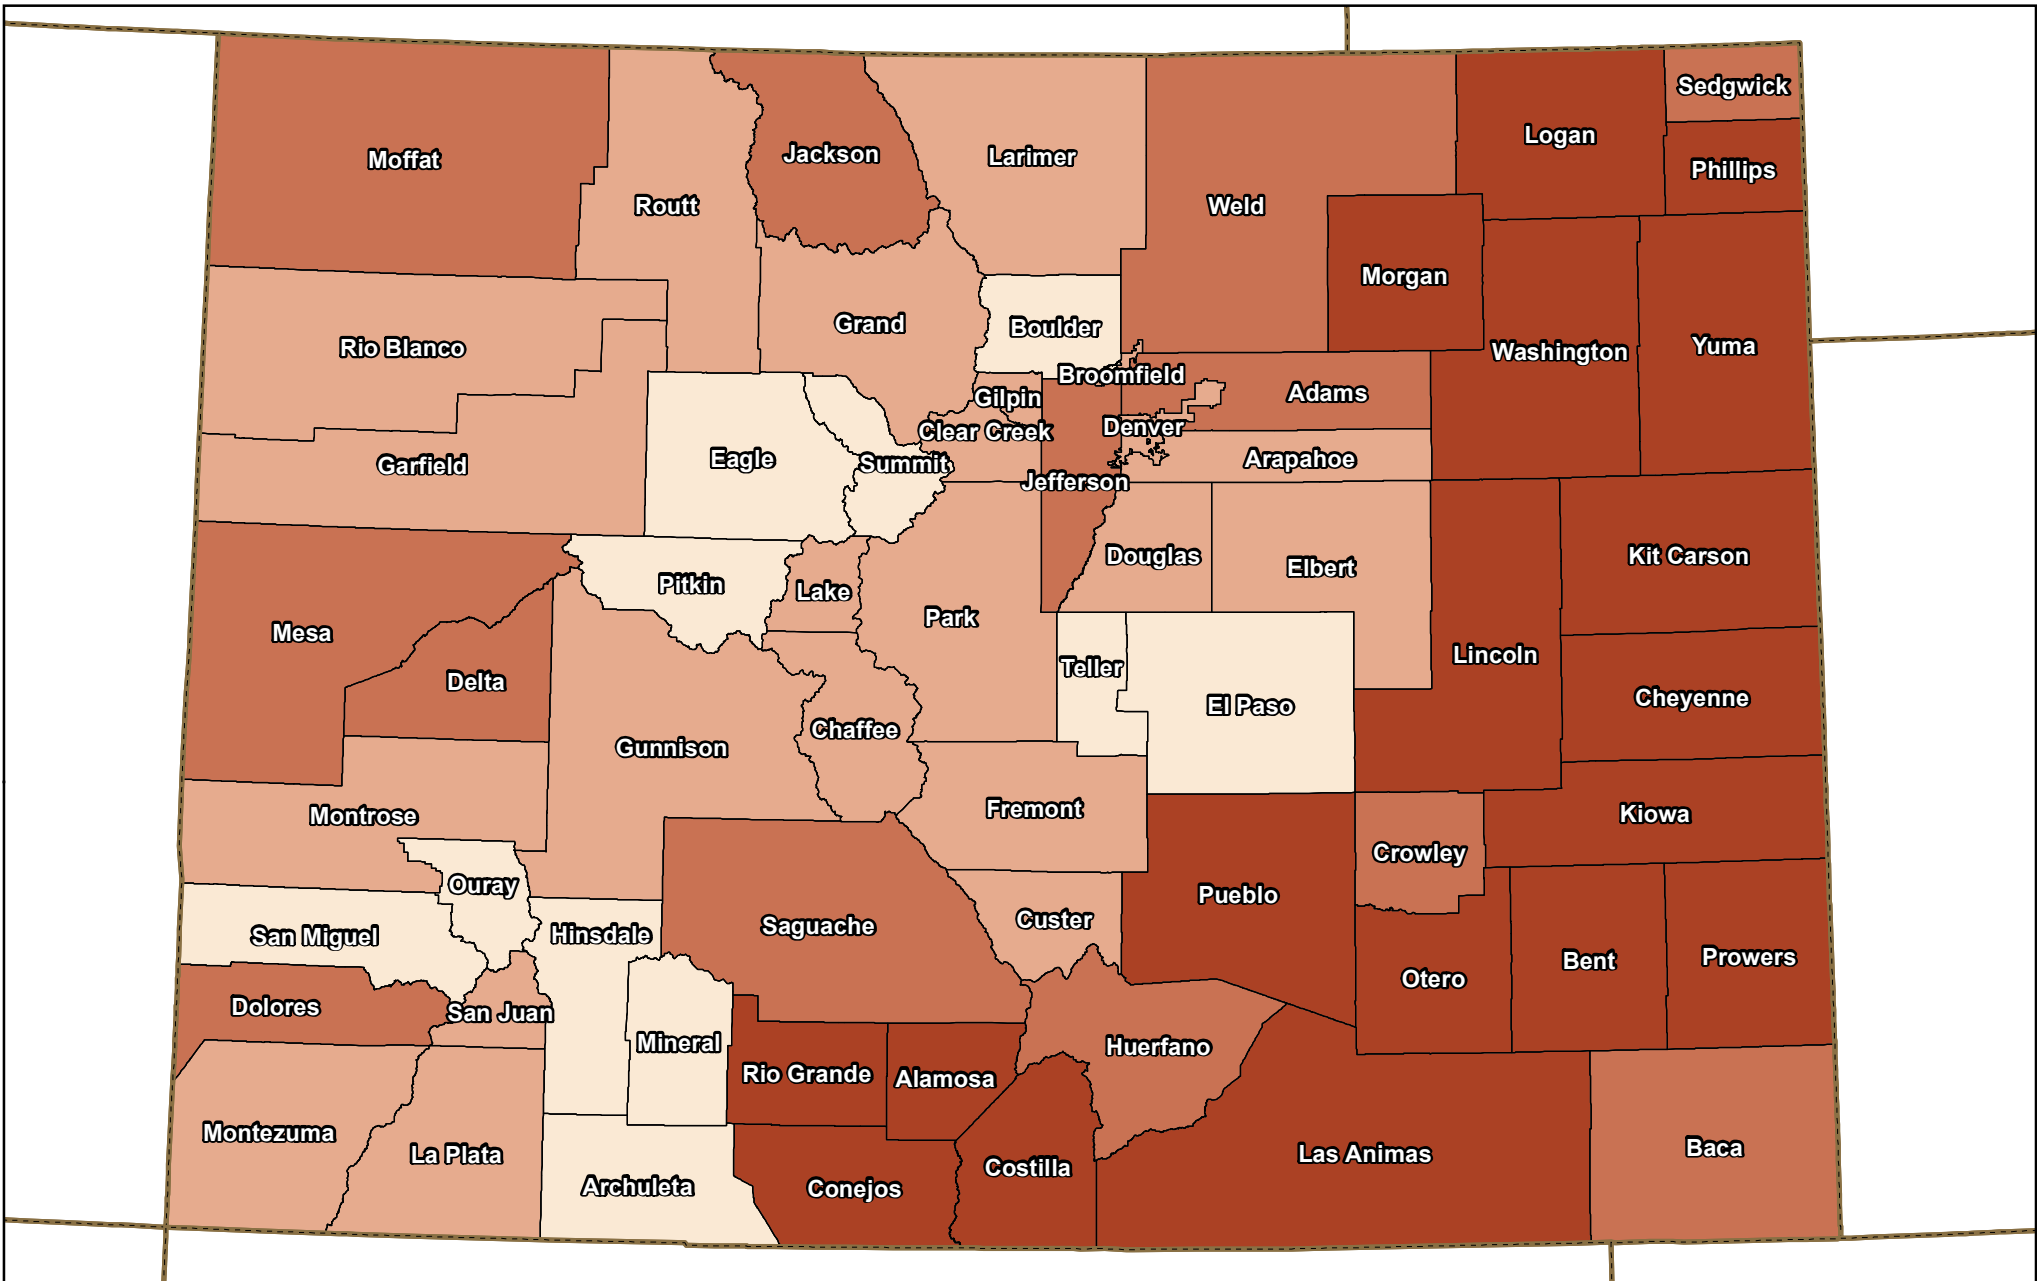 Sedgwick
Logan
Jackson
Larimer
Moffat
Phillips
Routt
Weld
Morgan
Grand
Boulder
Yuma
Rio Blanco
Washington
Broomfield
Adams
Gilpin
Denver
Clear Creek
Eagle
Arapahoe
Summit
Garfield
Jefferson
Douglas
Kit Carson
Elbert
Pitkin
Lake
Park
Mesa
Lincoln
Teller
Delta
Cheyenne
El Paso
Chaffee
Gunnison
Fremont
Kiowa
Montrose
Crowley
Ouray
Pueblo
Custer
Saguache
Hinsdale
San Miguel
Prowers
Bent
Otero
Dolores
San Juan
Mineral
Huerfano
Rio Grande
Alamosa
Montezuma
Baca
Las Animas
La Plata
Costilla
Archuleta
Conejos